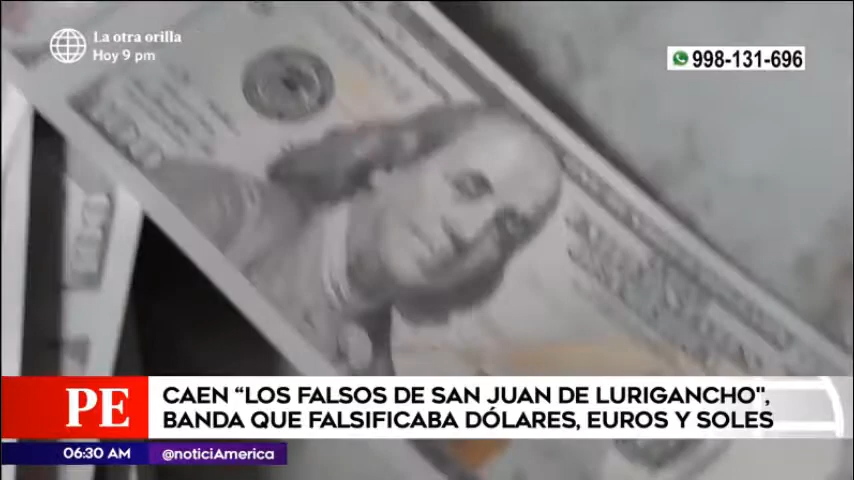 La otra orilla
Hoy 9 pm
998-131-696
CAEN “LOS FALSOS DE SAN JUAN DE LURIGANCHO",
BANDA QUE FALSIFICABA DÓLARES, EUROS Y SOLES
PE
06:30 AM
@noticiAmerica